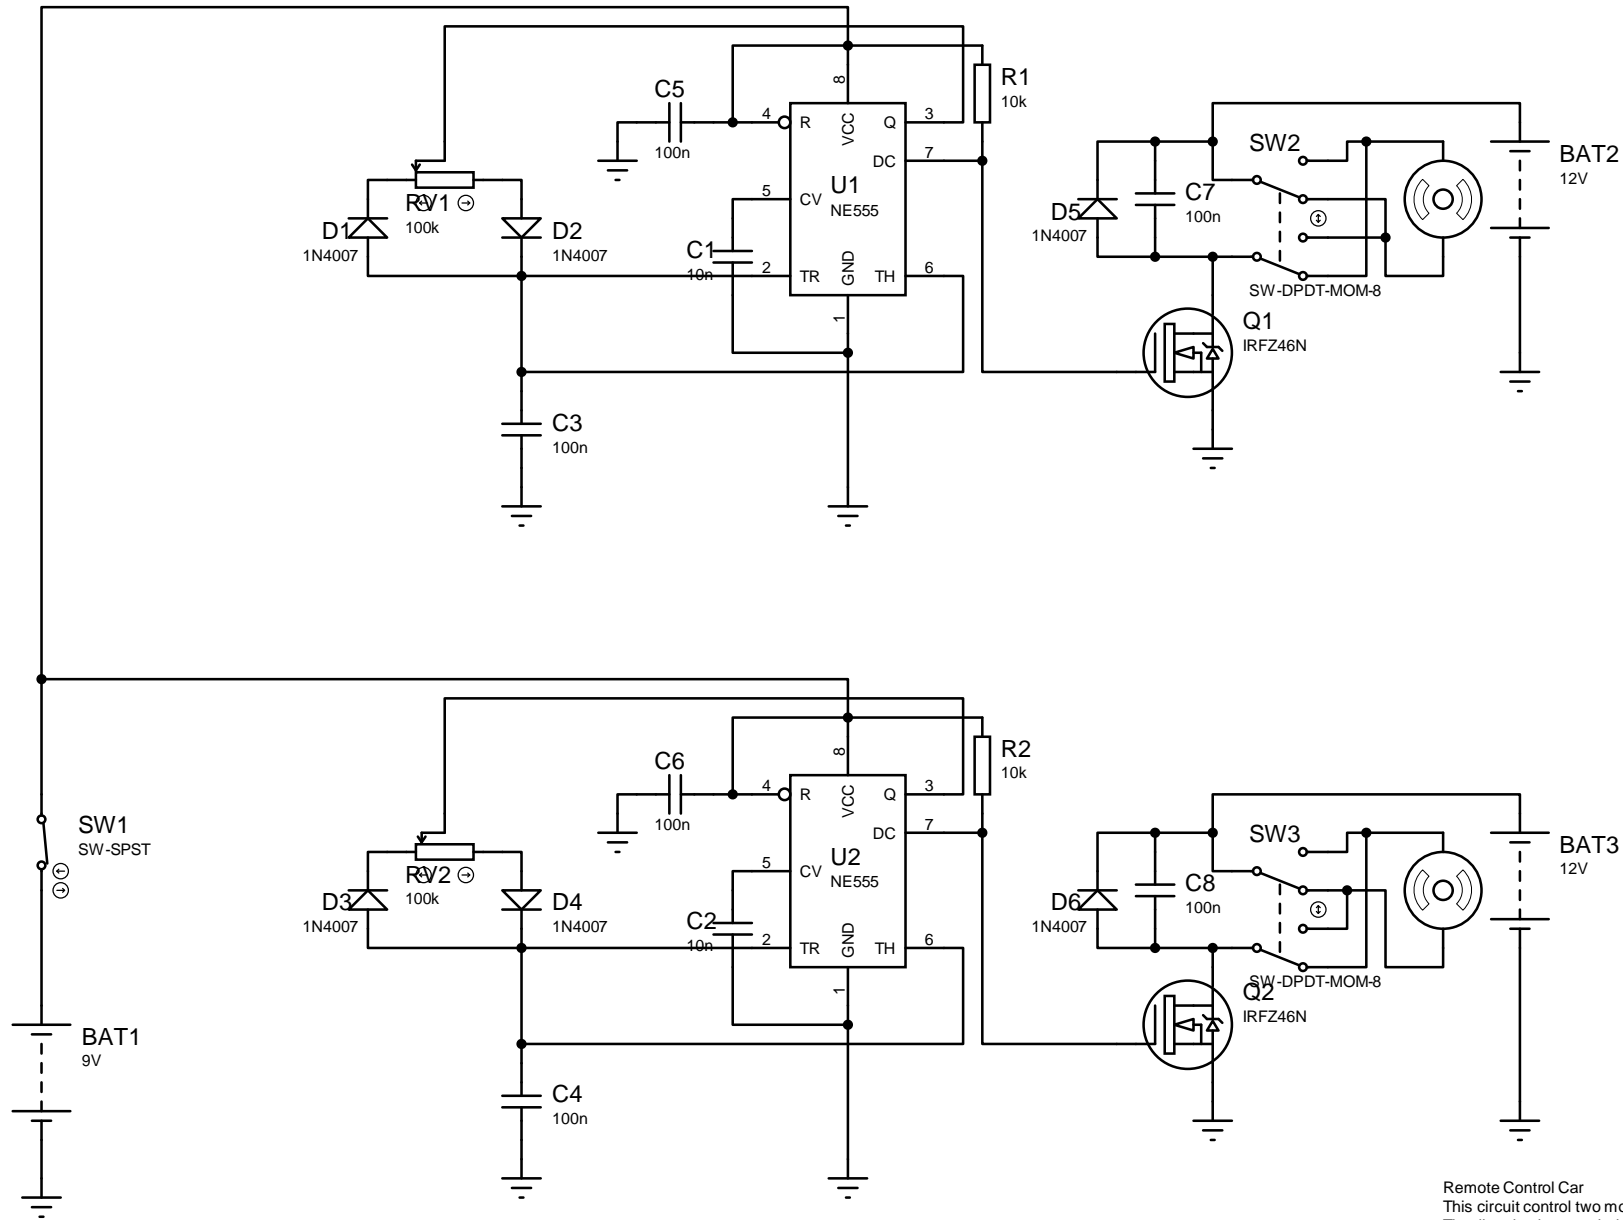 C5
100n
R1
10k
8
4
R
VCC
Q
3
DC
7
U1
NE555
5
CV
C1
10n
2
TR
GND
TH
6
1
RV1
100k
D1
1N4007
D2
1N4007
C3
100n
SW2
SW-DPDT-MOM-8
C7
100n
D5
1N4007
Q1
IRFZ46N
BAT2
12V
C6
100n
R2
10k
8
4
R
VCC
Q
3
DC
7
U2
NE555
5
CV
C2
10n
2
TR
GND
TH
6
1
RV2
100k
D3
1N4007
D4
1N4007
C4
100n
SW3
SW-DPDT-MOM-8
C8
100n
D6
1N4007
Q2
IRFZ46N
BAT3
12V
SW1
SW-SPST
BAT1
9V
Remote Control Car
This circuit control two mo